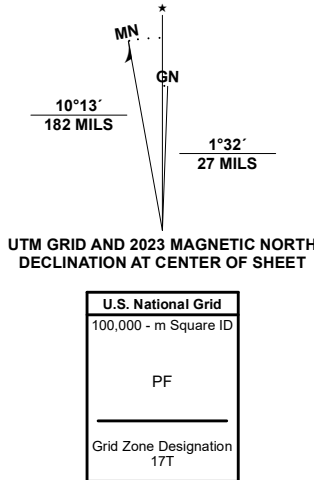 ★
MN
GN
10°13´
182 MILS
1°32´
27 MILS
UTM GRID AND 2023 MAGNETIC NORTH
DECLINATION AT CENTER OF SHEET
U.S. National Grid
100,000 - m Square ID
PF
Grid Zone Designation
17T